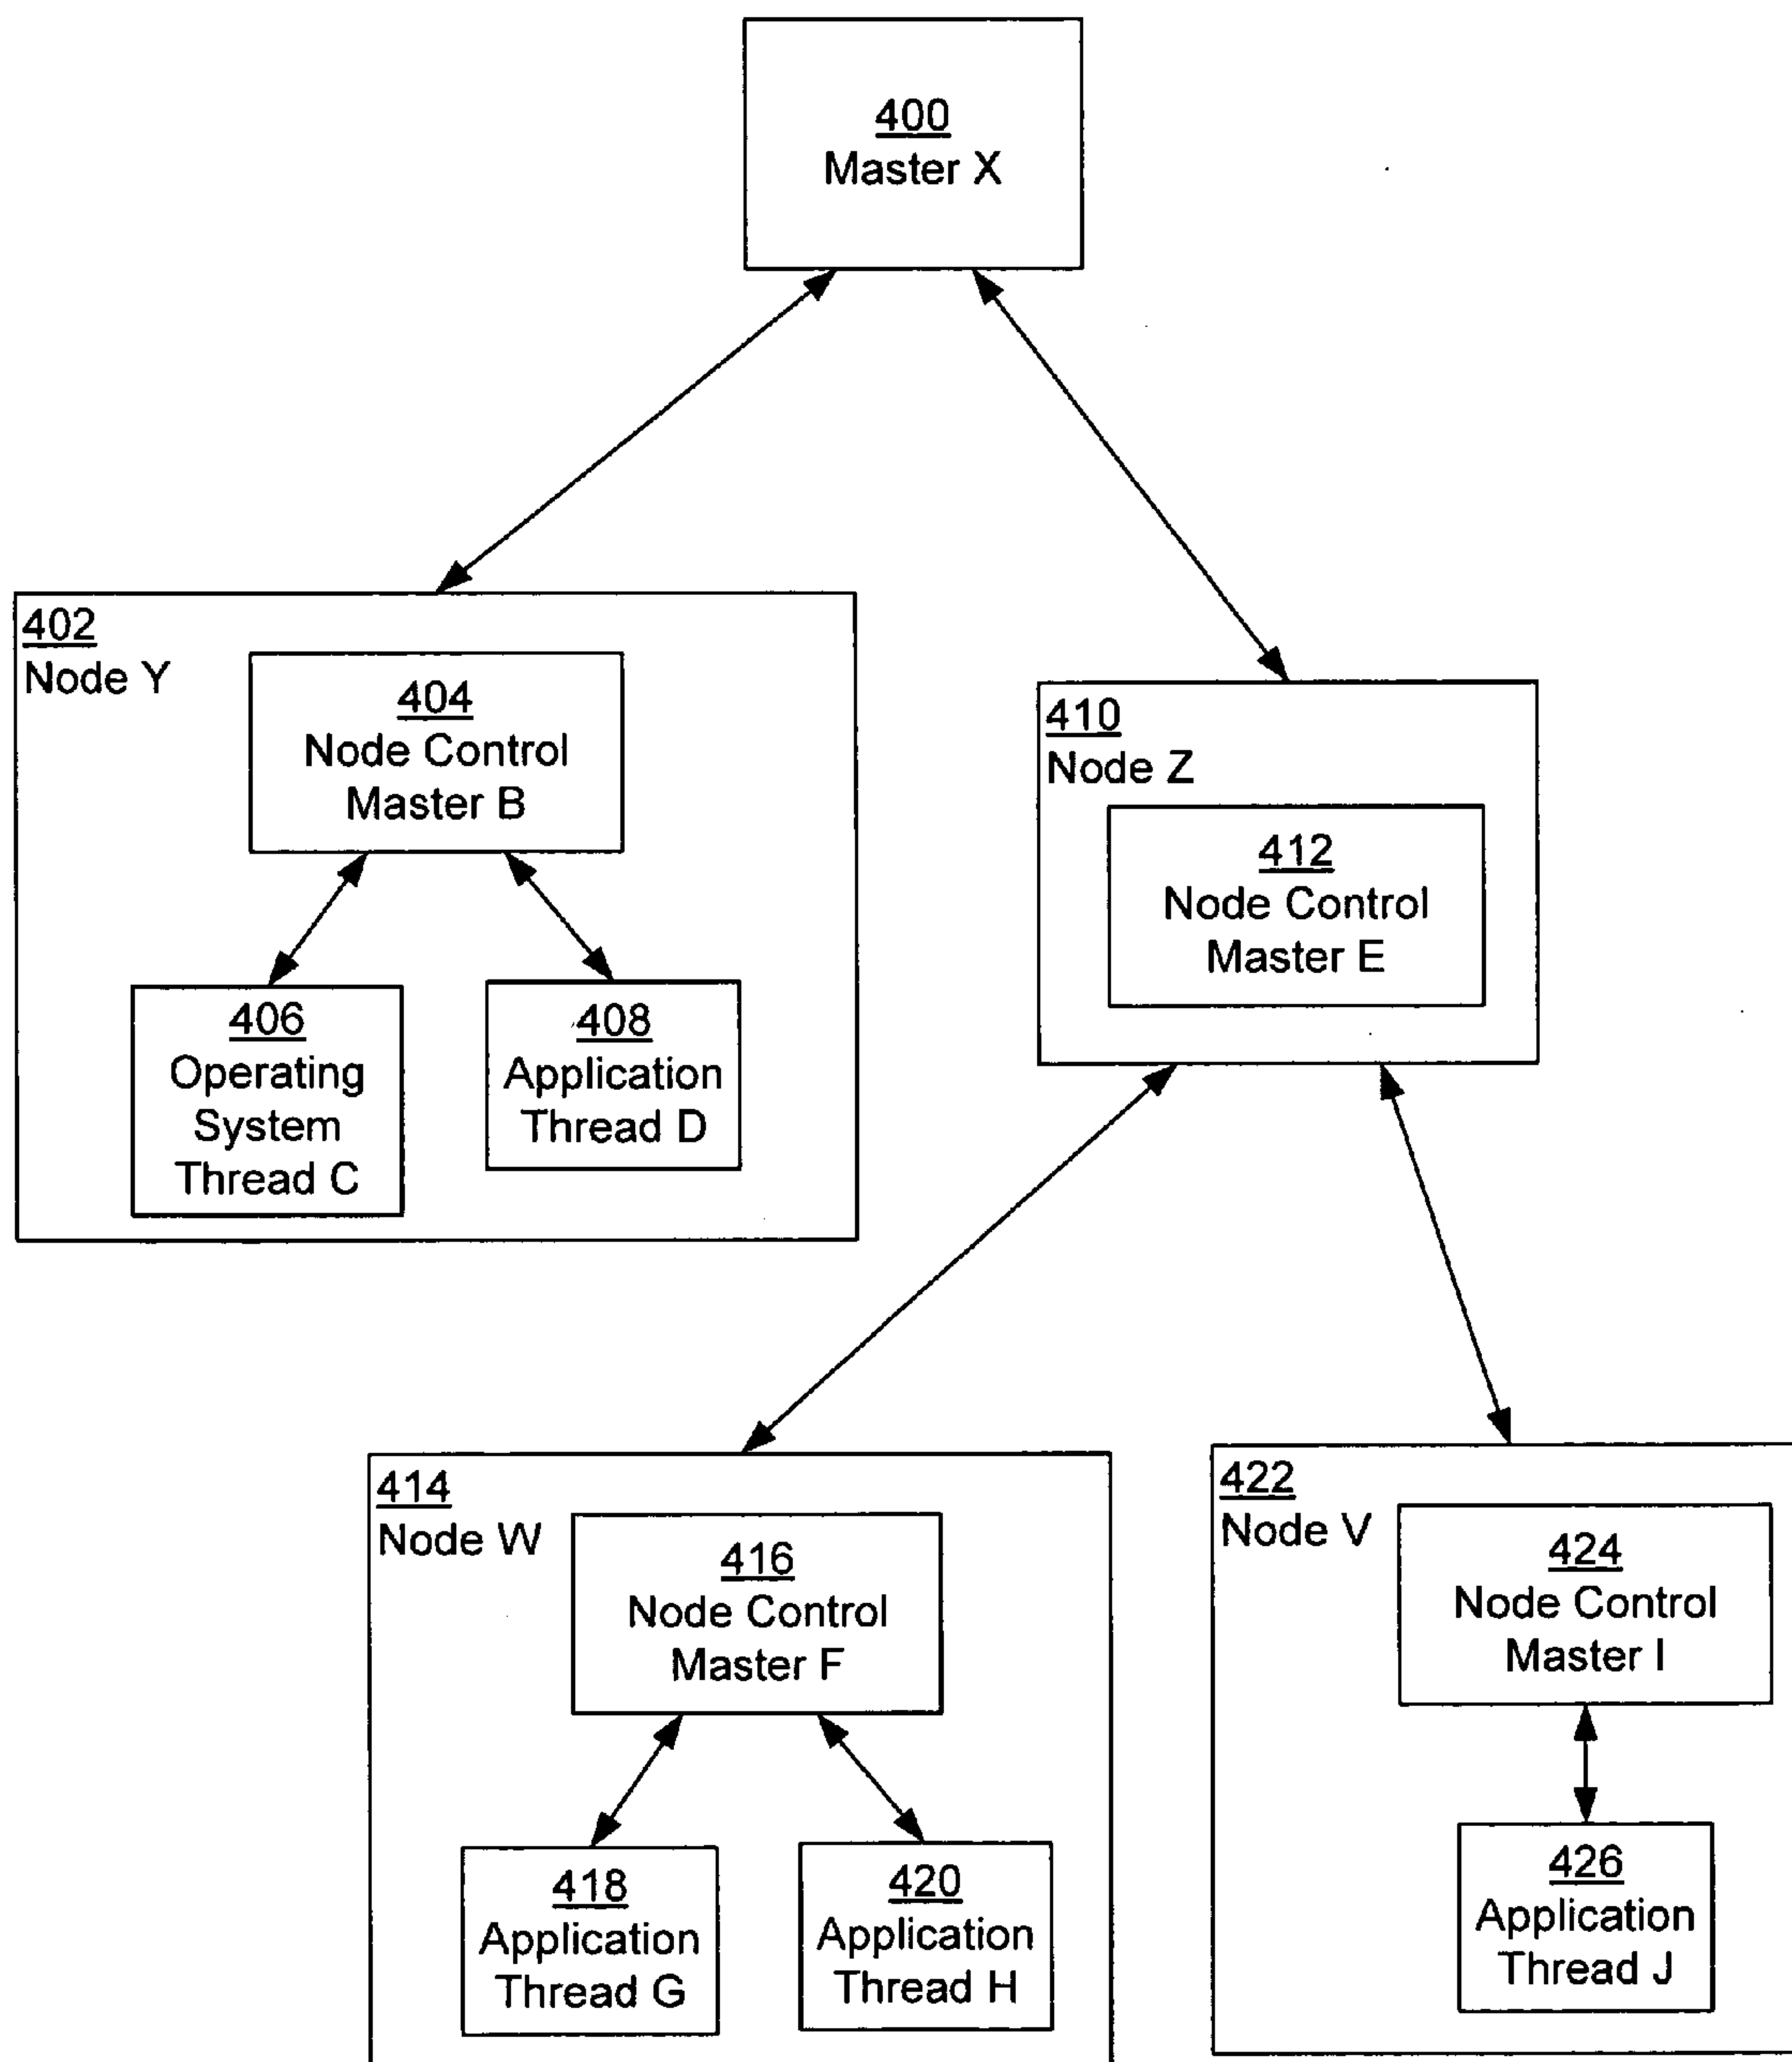 400
Master X
402
Node Y
404
Node Control
Master B
406
Operating
System
Thread C
408
Application
Thread D
410
Node Z
412
Node Control
Master E
414
Node W
416
Node Control
Master F
418
Application
Thread G
420
Application
Thread H
422
Node V
424
Node Control
Master I
426
Application
Thread J